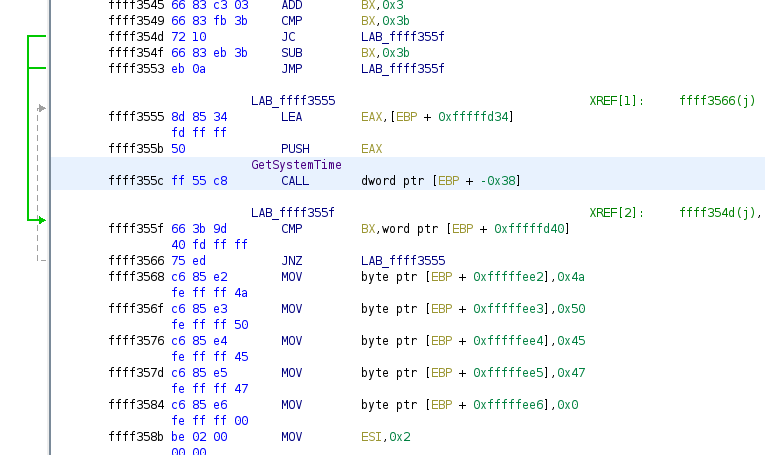 ffff3545 66 83 c3 03 ADD BX,0x3
ffff3549 66 83 fb 3b CMP BX,0x3b
ffff354d 72 10 JC LAB_ffff355f
ffff354f 66 83 eb 3b SUB BX,0x3b
ffff3553 eb 0a JMP LAB_ffff355f
LAB_ffff3555 XREF[1]: ffff3566(j)
ffff3555 8d 85 34 LEA EAX,[EBP + 0xfffffd34]
fd ff ff
ffff355b 50 PUSH EAX
GetSystemTime
ffff355c ff 55 c8 CALL dword ptr [EBP + -0x38]
LAB_ffff355f XREF[2]: ffff354d(j),
ffff355f 66 3b 9d CMP BX,word ptr [EBP + 0xfffffd40]
40 fd ff ff
ffff3566 75 ed JNZ LAB_ffff3555
ffff3568 c6 85 e2 MOV byte ptr [EBP + 0xfffffee2],0x4a
fe ff ff 4a
ffff356f c6 85 e3 MOV byte ptr [EBP + 0xfffffee3],0x50
fe ff ff 50
ffff3576 c6 85 e4 MOV byte ptr [EBP + 0xfffffee4],0x45
fe ff ff 45
ffff357d c6 85 e5 MOV byte ptr [EBP + 0xfffffee5],0x47
fe ff ff 47
ffff3584 c6 85 e6 MOV byte ptr [EBP + 0xfffffee6],0x0
fe ff ff 00
ffff358b be 02 00 MOV ESI,0x2
00 00